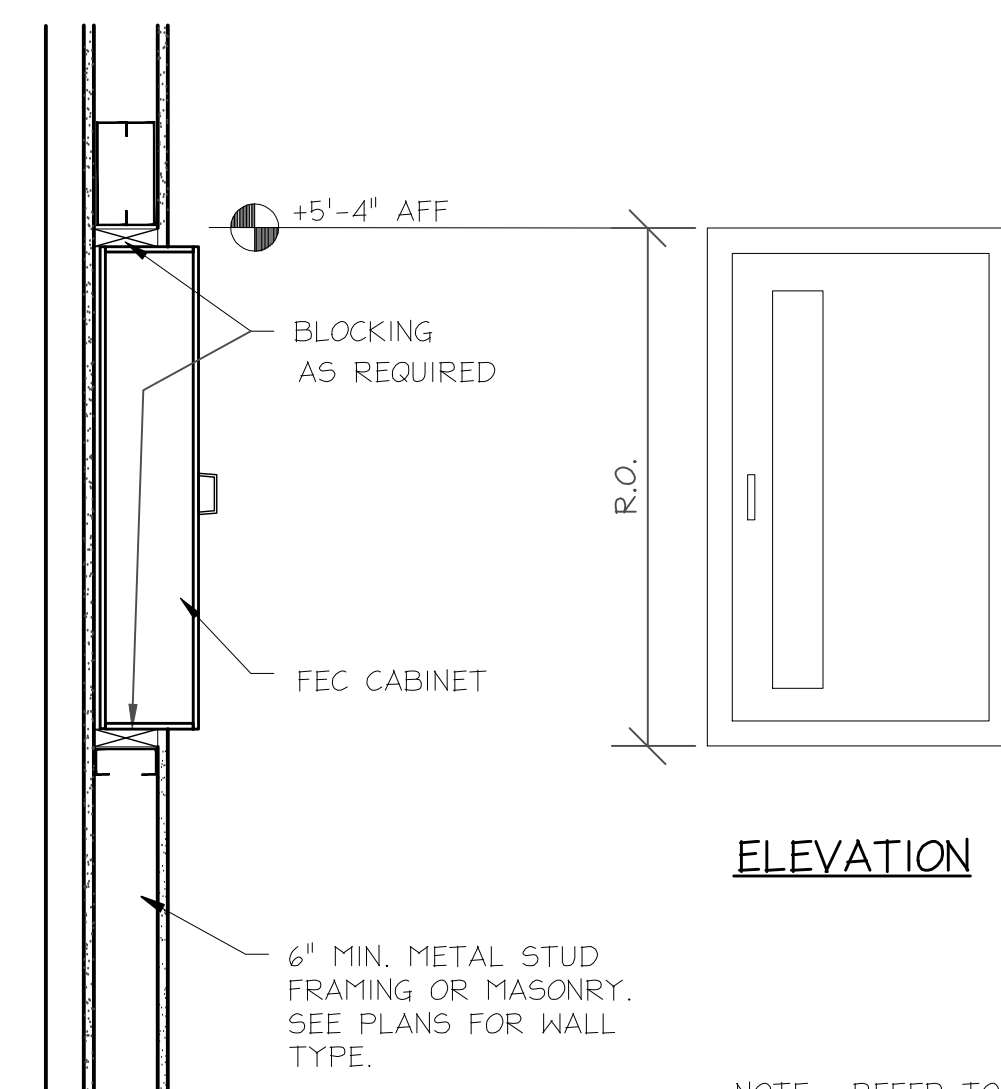 +5'-4" AFF
BLOCKING
AS REQUIRED
R.O.
FEC CABINET
ELEVATION
6" MIN. METAL STUD
FRAMING OR MASONRY.
SEE PLANS FOR WALL
TYPE.
NOTE: REFER TO